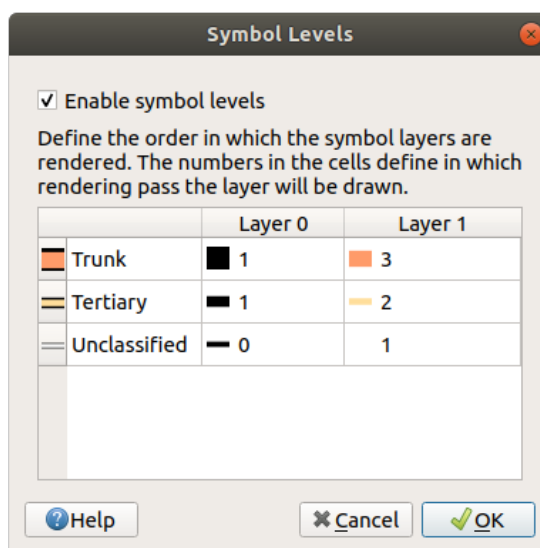 Symbol Levels
Enable symbol levels
Define the order in which the symbol layers are
rendered. The numbers in the cells define in which
rendering pass the layer will be drawn.
Layer 0 Layer 1
Trunk 1 3
Tertiary 1 2
Unclassified 0 1
Help Cancel OK